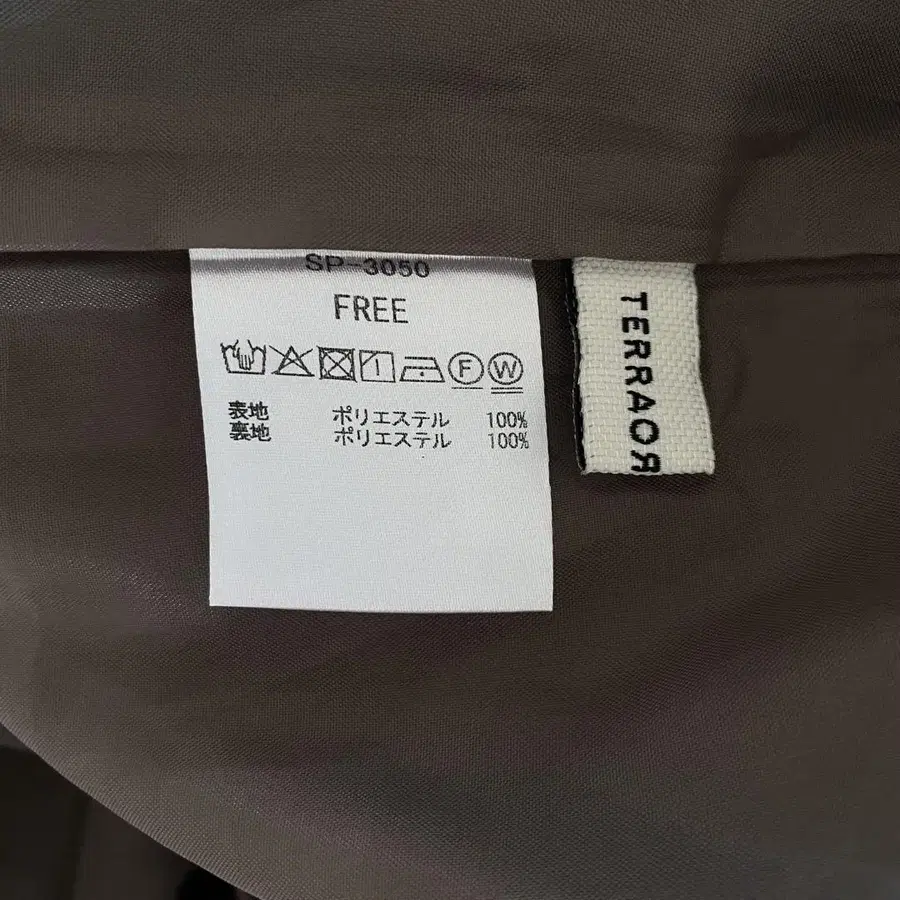 SP-3050
FREE
F W
表地 ポリエステル 100%
裏地 ポリエステル 100%
TERRAOR